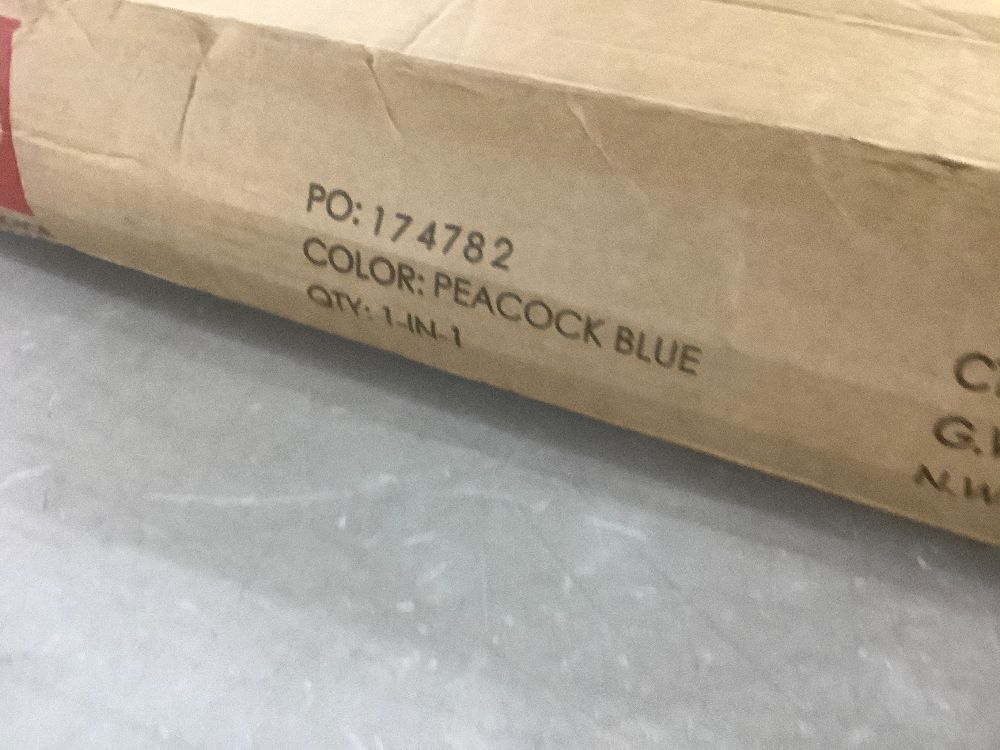 PO: 174782
COLOR: PEACOCK BLUE
QTY: 1-IN-1